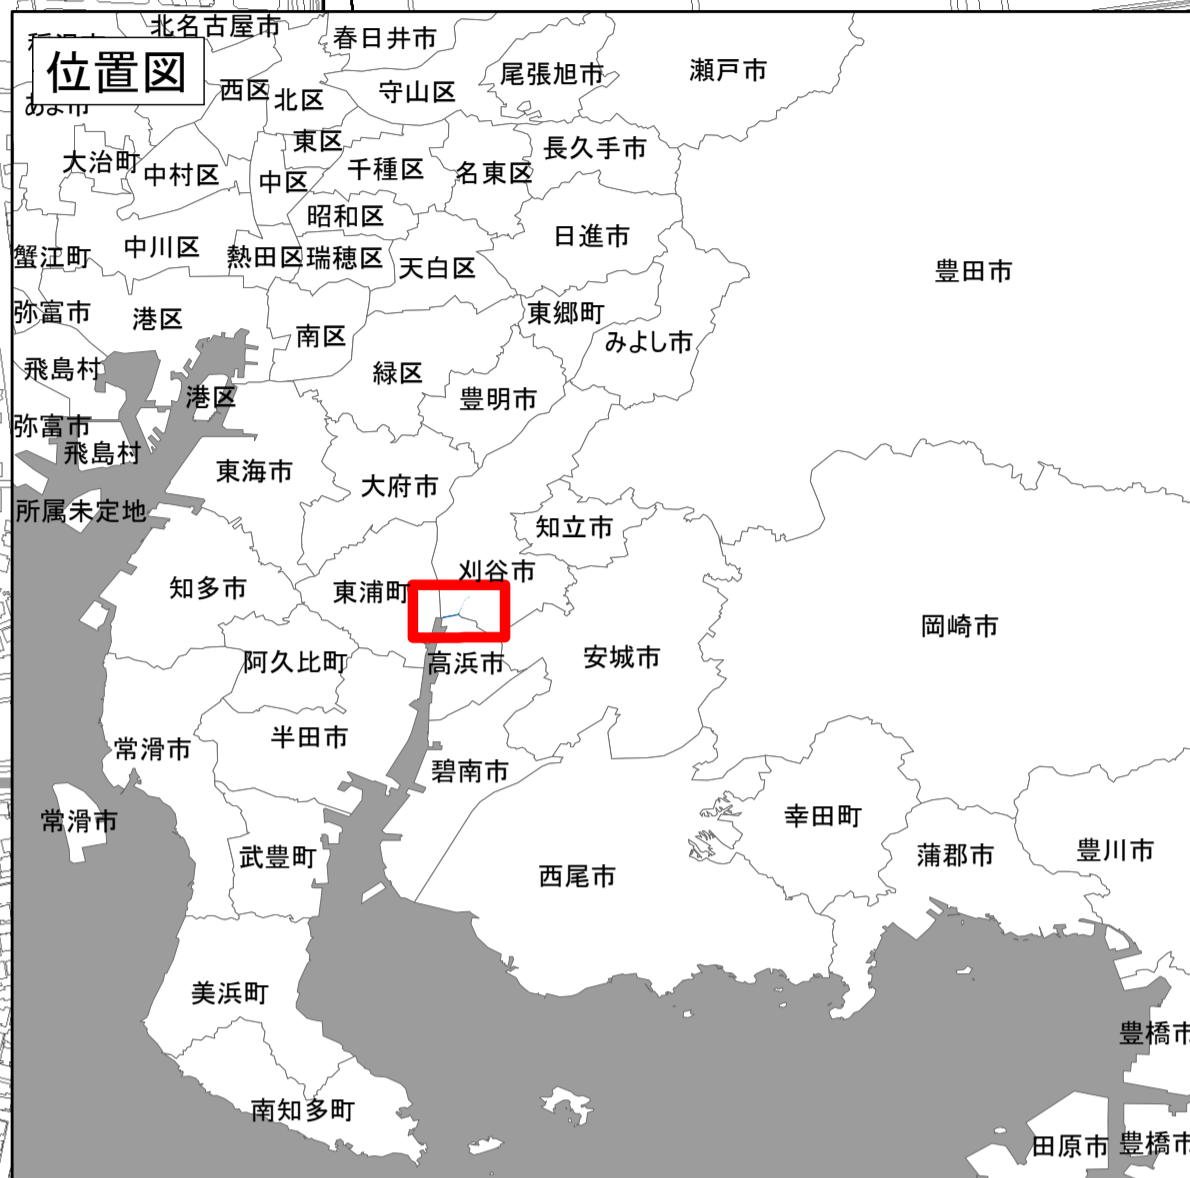 北名古屋市
春日井市
位置図
尾張旭市
瀬戸市
西区
北区
守山区
あま市
東区
長久手市
大治町
中村区
中区
千種区
名東区
昭和区
日進市
中川区
蟹江町
熱田区
瑞穂区
天白区
豊田市
弥富市
港区
南区
東郷町
みよし市
飛島村
緑区
港区
豊明市
弥富市
飛島村
東海市
大府市
所属未定地
知立市
刈谷市
知多市
東浦町
岡崎市
阿久比町
高浜市
安城市
半田市
常滑市
碧南市
常滑市
幸田町
武豊町
西尾市
蒲郡市
豊川市
美浜町
豊橋市
南知多町
田原市
豊橋市